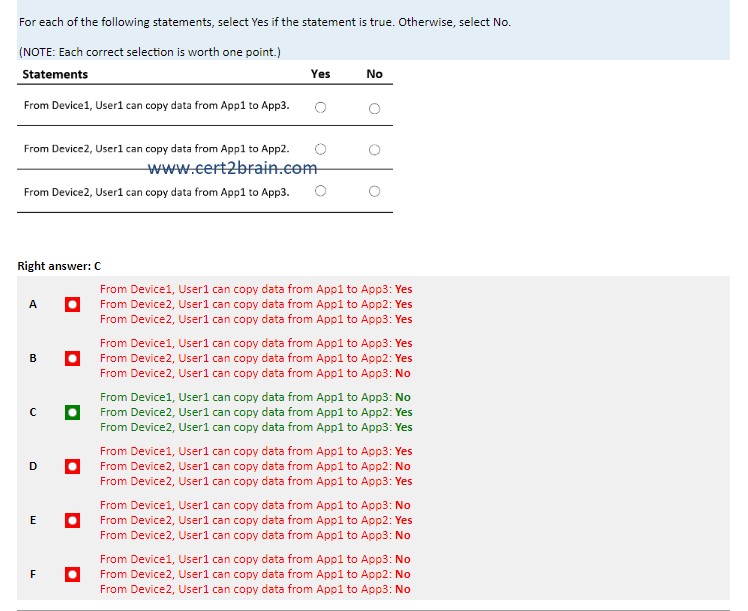 For each of the following statements, select Yes if the statement is true. Otherwise, select No.
(NOTE: Each correct selection is worth one point.)
Statements Yes No
From Device1, User1 can copy data from App1 to App3.
From Device2, User1 can copy data from App1 to App2.
www.cert2brain.com
From Device2, User1 can copy data from App1 to App3.
Right answer: C
From Device1, User1 can copy data from App1 to App3: Yes
A From Device2, User1 can copy data from App1 to App2: Yes
From Device2, User1 can copy data from App1 to App3: Yes
From Device1, User1 can copy data from App1 to App3: Yes
B From Device2, User1 can copy data from App1 to App2: Yes
From Device2, User1 can copy data from App1 to App3: No
From Device1, User1 can copy data from App1 to App3: No
C From Device2, User1 can copy data from App1 to App2: Yes
From Device2, User1 can copy data from App1 to App3: Yes
From Device1, User1 can copy data from App1 to App3: Yes
D From Device2, User1 can copy data from App1 to App2: No
From Device2, User1 can copy data from App1 to App3: Yes
From Device1, User1 can copy data from App1 to App3: No
E From Device2, User1 can copy data from App1 to App2: Yes
From Device2, User1 can copy data from App1 to App3: No
From Device1, User1 can copy data from App1 to App3: No
F From Device2, User1 can copy data from App1 to App2: No
From Device2, User1 can copy data from App1 to App3: No